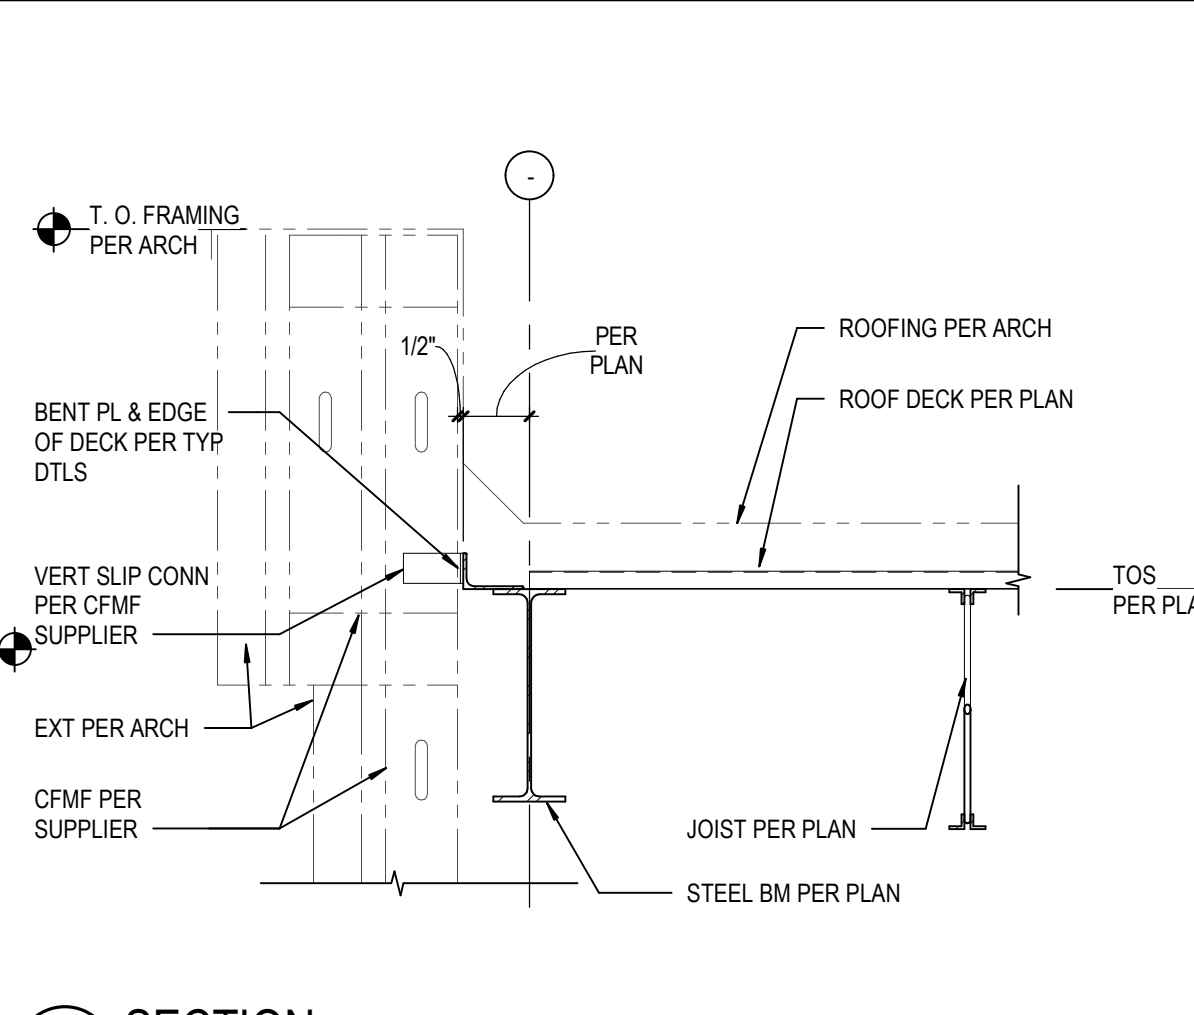 -
T. O. FRAMING
PER ARCH
1/2"
PER
PLAN
ROOFING PER ARCH
ROOF DECK PER PLAN
BENT PL & EDGE
OF DECK PER TYP
DTLS
VERT SLIP CONN
PER CFMF
SUPPLIER
TOS
PER
EXT PER ARCH
CFMF PER
SUPPLIER
JOIST PER PLAN
STEEL BM PER PLAN
SECTION